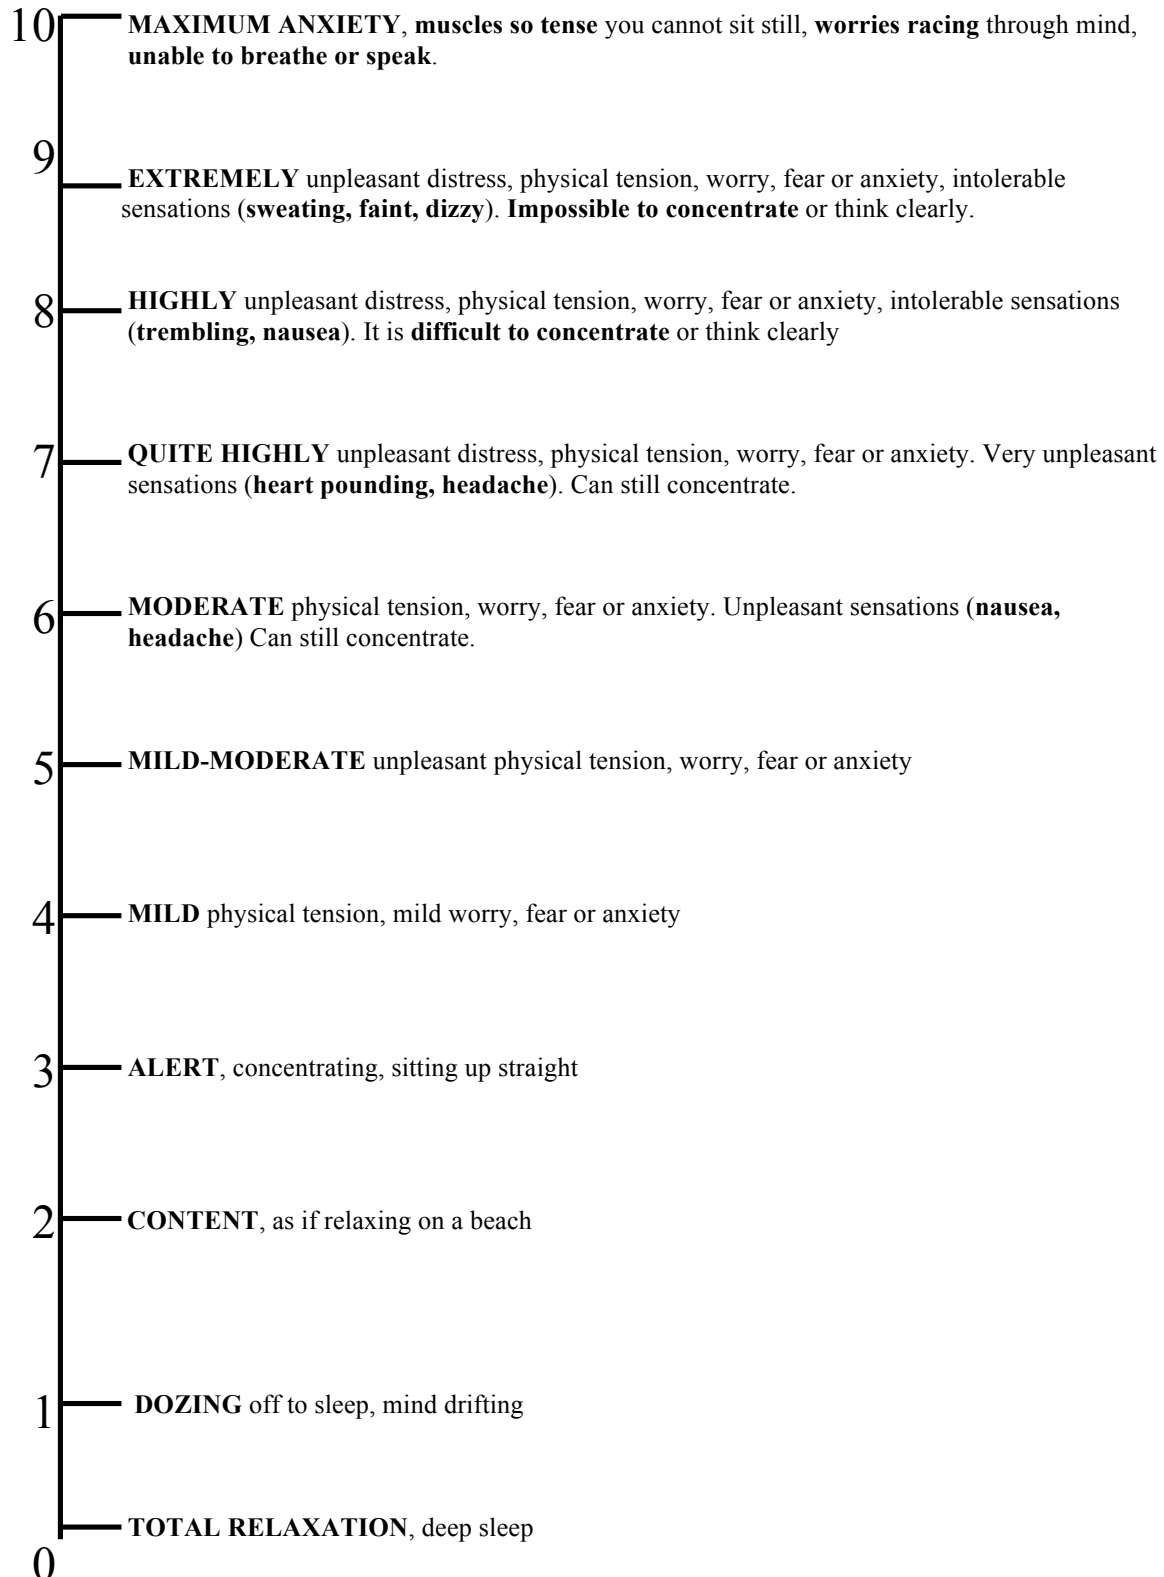 10 MAXIMUM ANXIETY, muscles so tense you cannot sit still, worries racing through mind,
unable to breathe or speak.
9
EXTREMELY unpleasant distress, physical tension, worry, fear or anxiety, intolerable
sensations (sweating, faint, dizzy). Impossible to concentrate or think clearly.
8 HIGHLY unpleasant distress, physical tension, worry, fear or anxiety, intolerable sensations
(trembling, nausea). It is difficult to concentrate or think clearly
7 QUITE HIGHLY unpleasant distress, physical tension, worry, fear or anxiety. Very unpleasant
sensations (heart pounding, headache). Can still concentrate.
6 MODERATE physical tension, worry, fear or anxiety. Unpleasant sensations (nausea,
headache) Can still concentrate.
5 MILD-MODERATE unpleasant physical tension, worry, fear or anxiety
4 MILD physical tension, mild worry, fear or anxiety
3 ALERT, concentrating, sitting up straight
2 CONTENT, as if relaxing on a beach
1 DOZING off to sleep, mind drifting
TOTAL RELAXATION, deep sleep
0